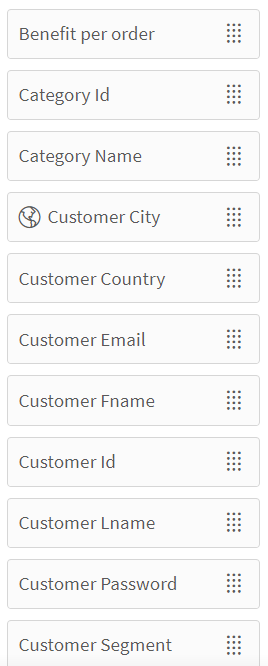 Benefit per order
Category Id
Category Name
Customer City
Customer Country
Customer Email
Customer Fname
Customer Id
Customer Lname
Customer Password
Customer Segment